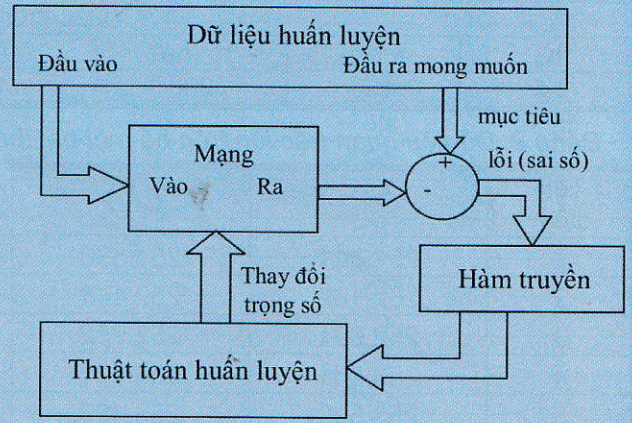 Dữ liệu huấn luyện
Đầu vào Đầu ra mong muốn
mục tiêu
Mạng
Vào Ra
+
-
lỗi (sai số)
Hàm truyền
Thay đổi
trọng số
Thuật toán huấn luyện